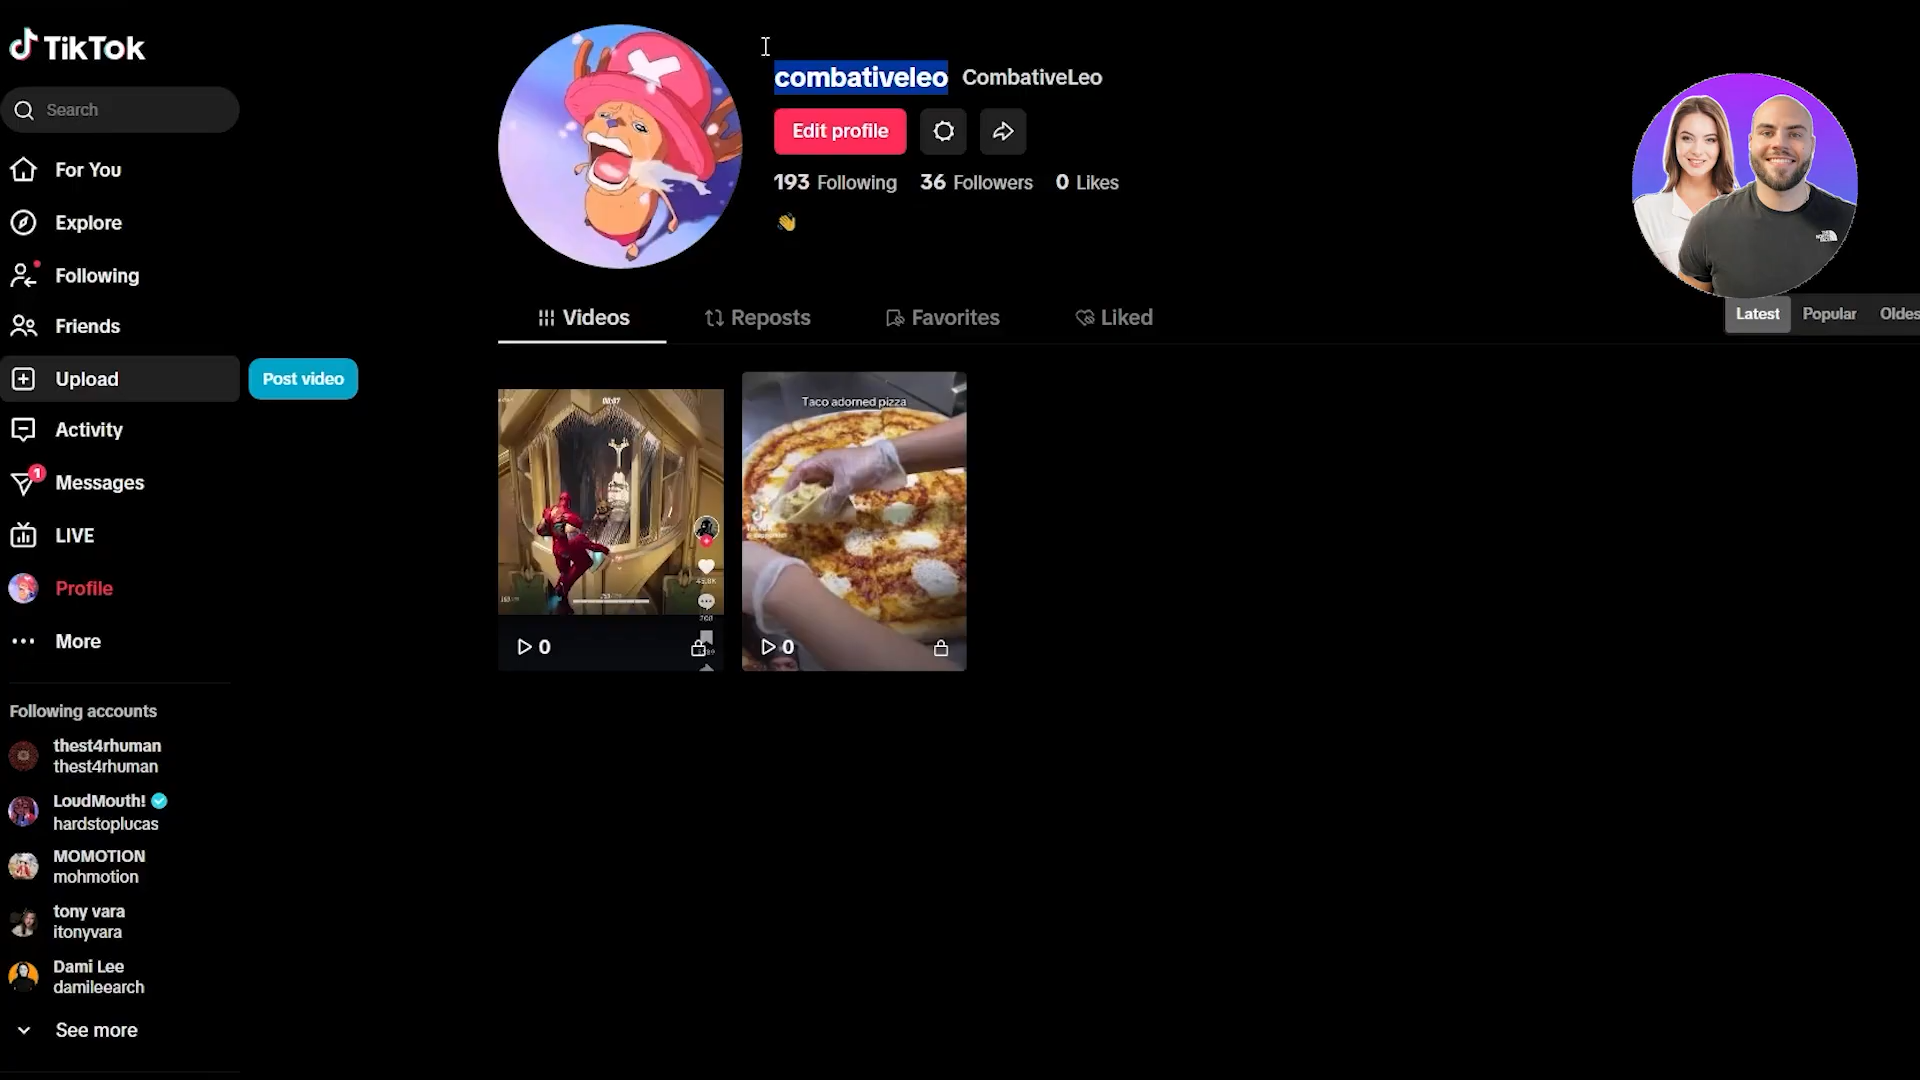 TikTok
Search
For You
Explore
Following
Friends
Upload
Post video
Activity
1
Messages
LIVE
Profile
More
Following accounts
thest4rhuman
thest4rhuman
LoudMouth!
hardstoplucas
MOMOTION
mohmotion
tony vara
itonyvara
Dami Lee
damileearch
See more
combativeleo CombativeLeo
Edit profile
193 Following 36 Followers 0 Likes
Videos Reposts Favorites Liked
Latest Popular Oldes
0
Taco adorned pizza
0